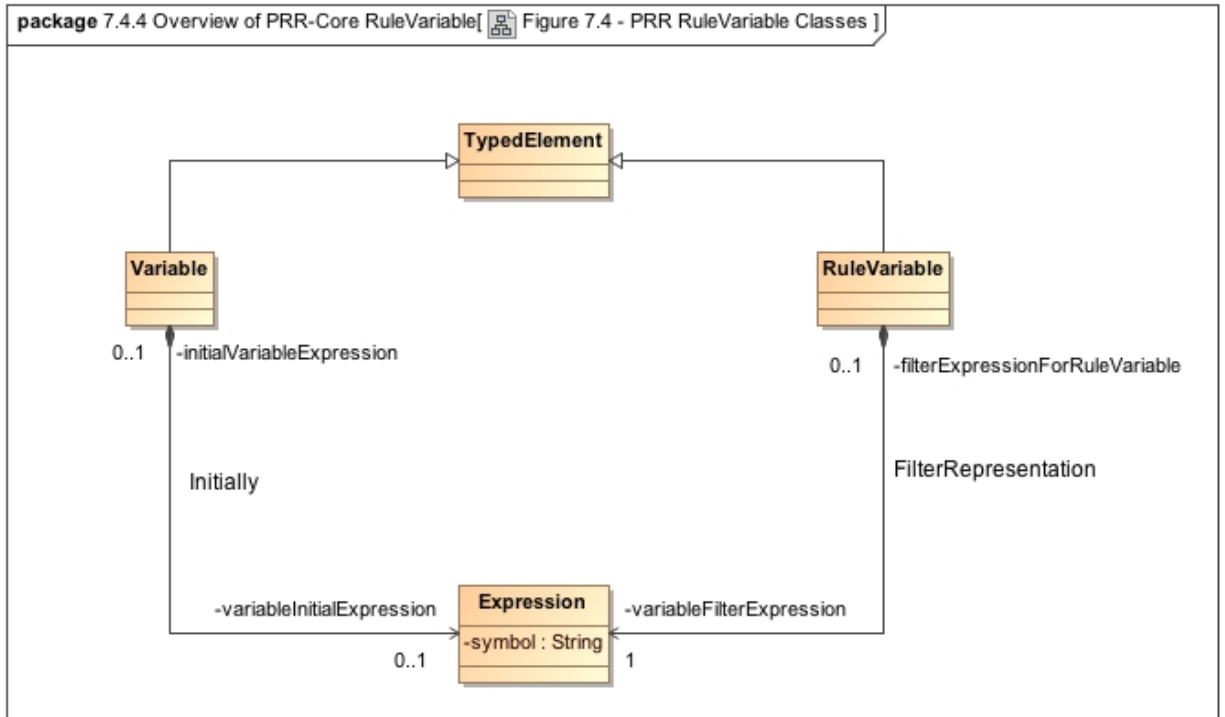 package 7.4.4 Overview of PRR-Core RuleVariable[ Figure 7.4 - PRR RuleVariable Classes ]
TypedElement
Variable
RuleVariable
0..1 -initialVariableExpression
0..1 -filterExpressionForRuleVariable
Initially
FilterRepresentation
-variableInitialExpression
Expression
-variableFilterExpression
-symbol : String
0..1
1